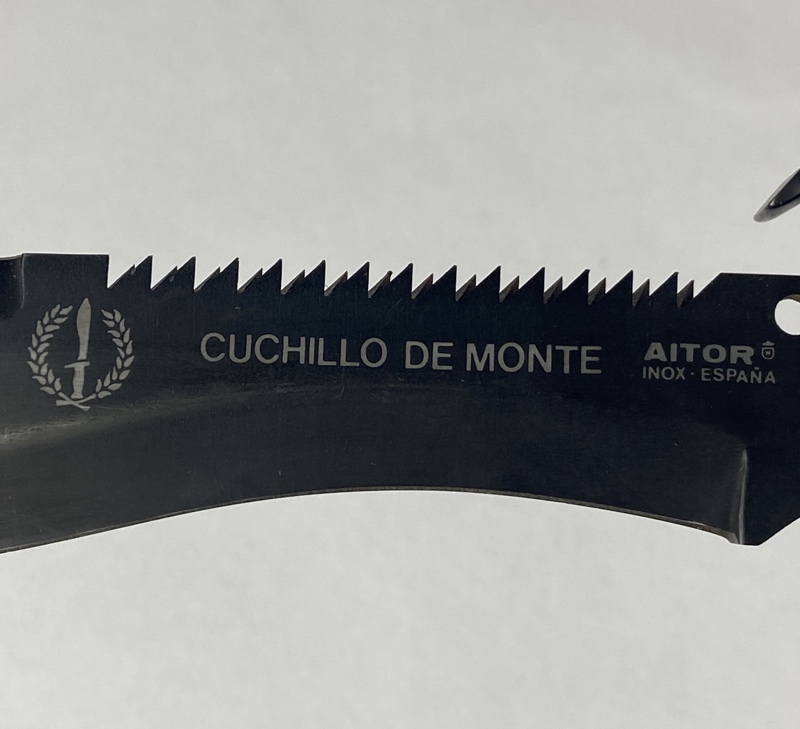 CUCHILLO DE MONTE
AITOR
INOX · ESPAÑA